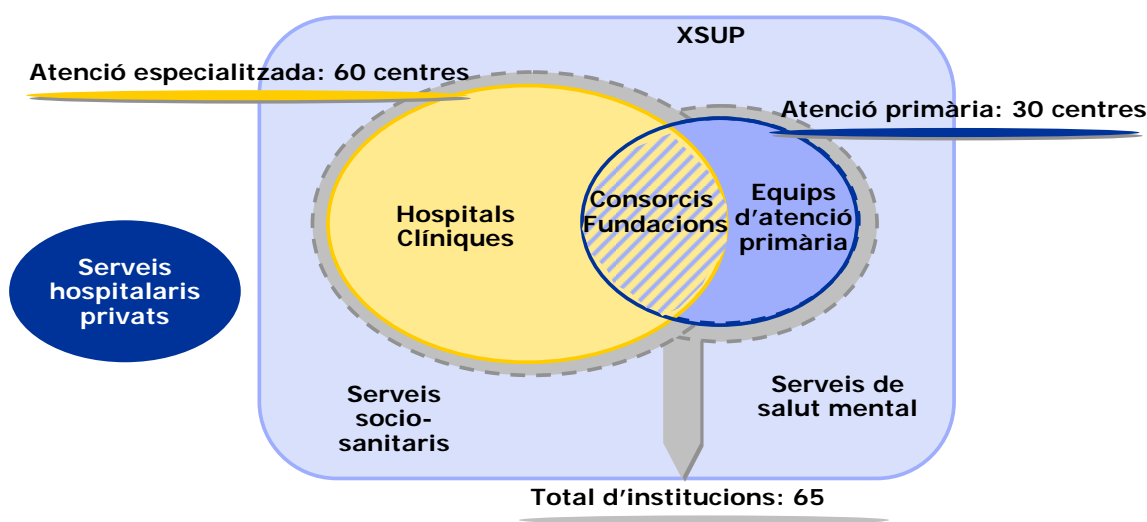 XSUP
Atenció especialitzada: 60 centres
Atenció primària: 30 centres
Hospitals
Clíniques
Consorcis
Fundacions
Equips
d’atenció
primària
Serveis
hospitalaris
privats
Serveis
socio-
sanitaris
Serveis de
salut mental
Total d’institucions: 65